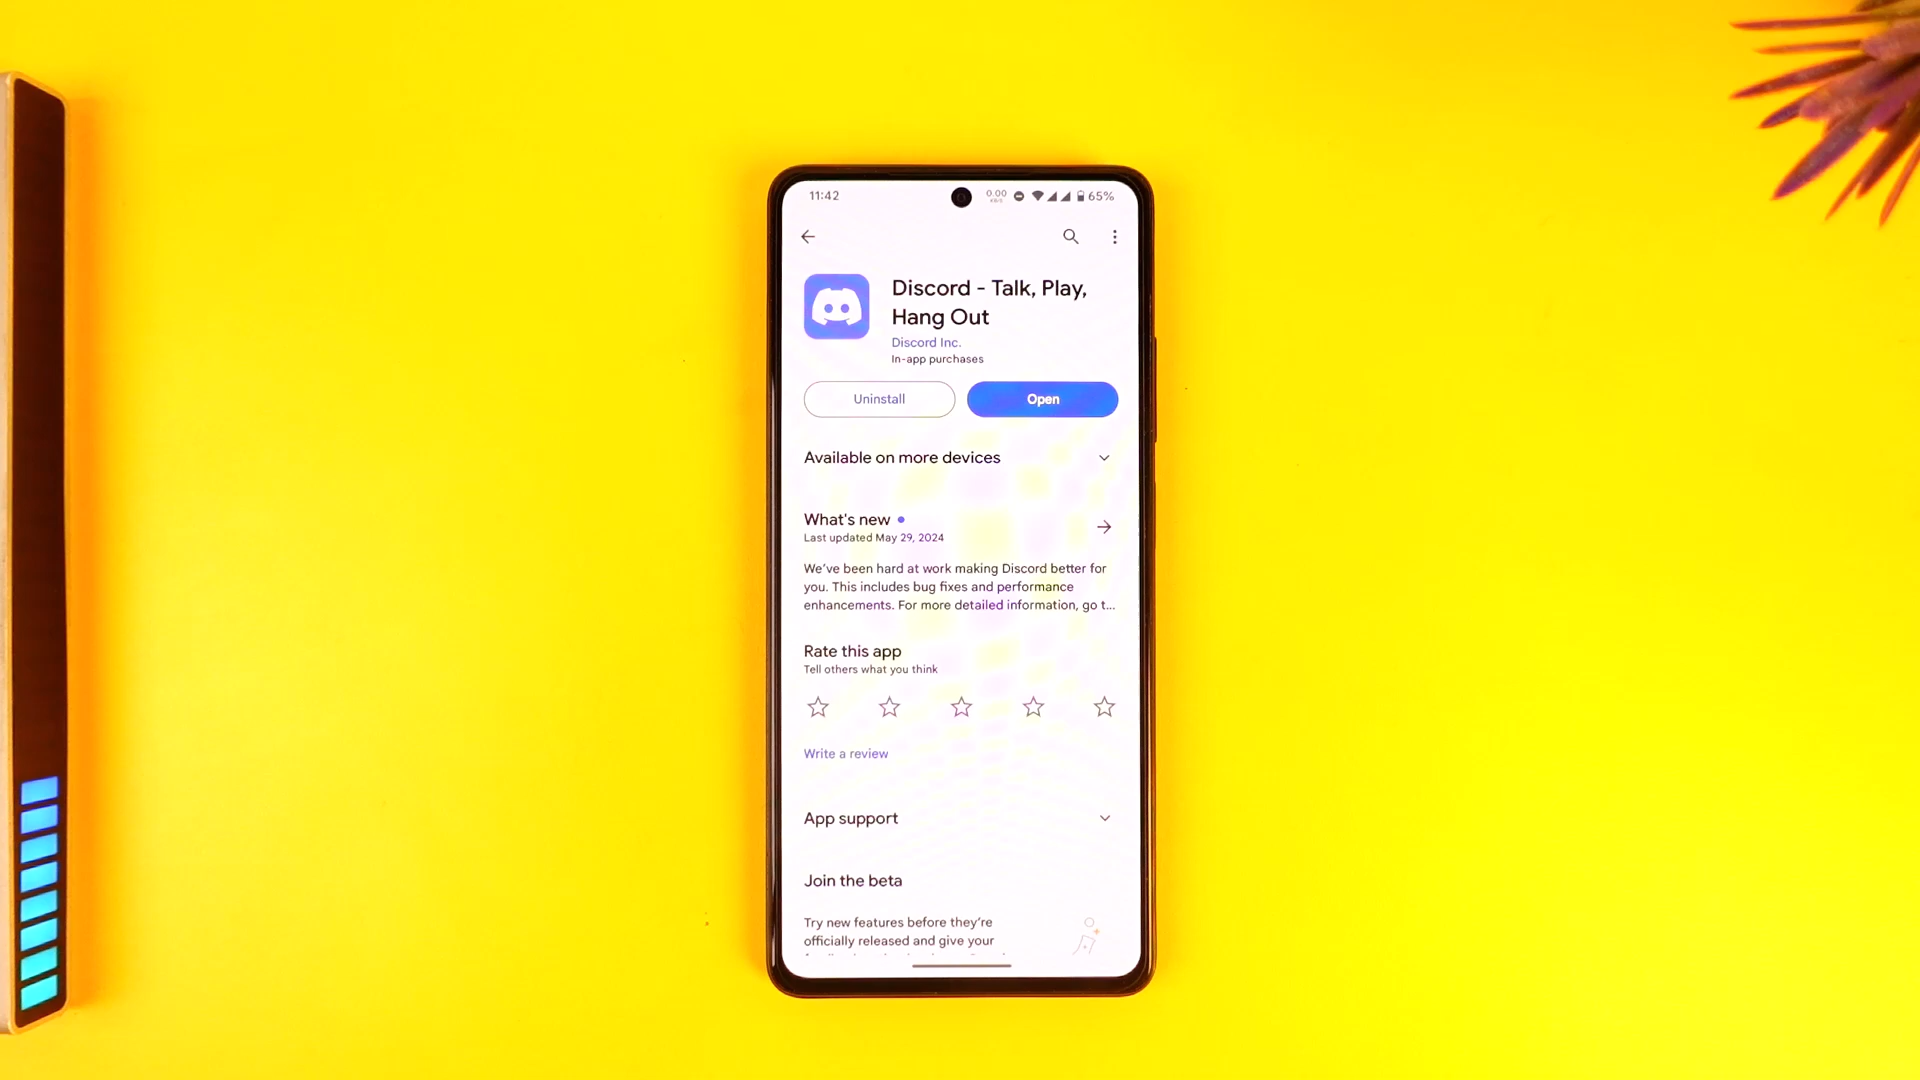 11:42
0.00
KB/S
65%
Discord - Talk, Play,
Hang Out
Discord Inc.
In-app purchases
Uninstall
Open
Available on more devices
What's new
Last updated May 29, 2024
We’ve been hard at work making Discord better for
you. This includes bug fixes and performance
enhancements. For more detailed information, go t...
Rate this app
Tell others what you think
Write a review
App support
Join the beta
Try new features before they’re
officially released and give your